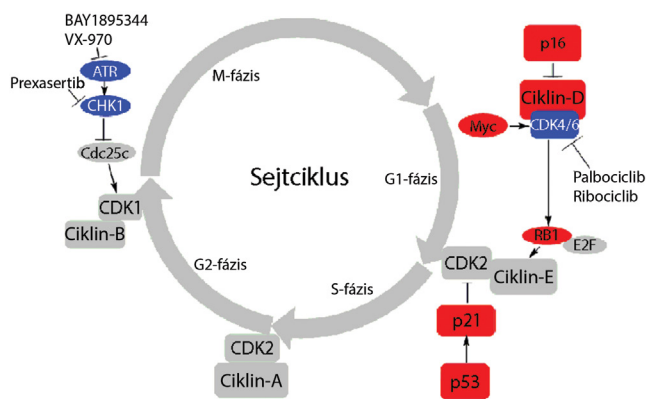 BAY1895344
VX-970
ATR
Prexasertib
CHK1
Cdc25c
CDK1
Ciklin-B
M-fázis
Sejtciklus
G1-fázis
G2-fázis
S-fázis
CDK2
Ciklin-A
p16
Ciklin-D
Myc
CDK4/6
Palbociclib
Ribociclib
RB1
E2F
CDK2
Ciklin-E
p21
p53